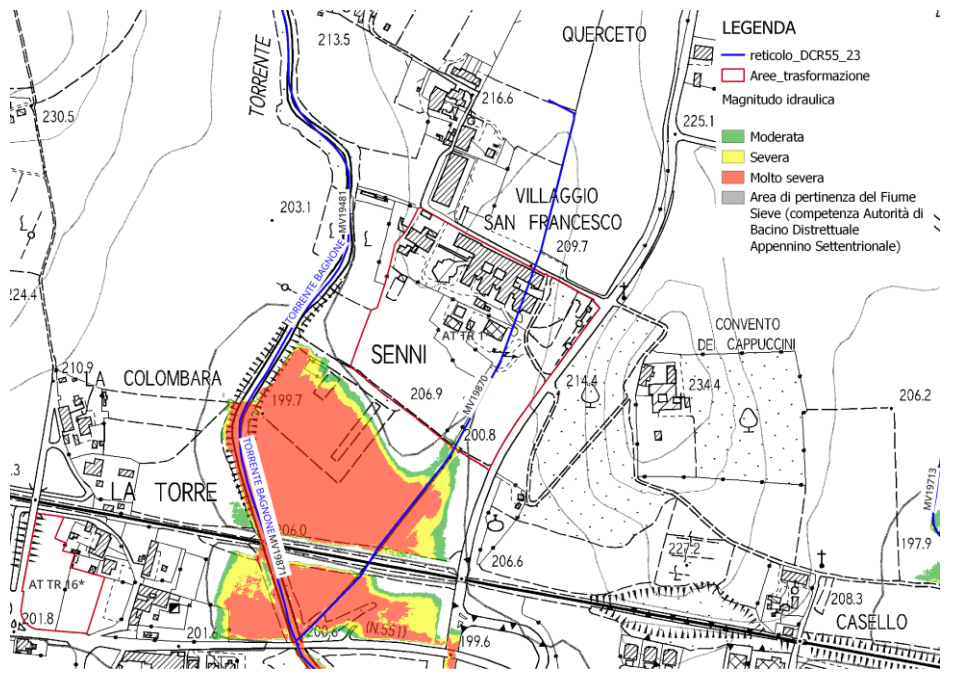 LEGENDA
reticolo_DCR55_23
Aree_trasformazione
Magnitudo idraulica
Moderata
Severa
Molto severa
Area di pertinenza del Fiume
Sieve (competenza Autorità di
Bacino Distrettuale
Appennino Settentrionale)
213.5
QUERCETO
TORRENTE
216.6
230.5
225.1
VILLAGGIO
SAN FRANCESCO
203.1
MV19481
209.7
TORRENTE BAGNONE
224.4
AT TR 1*
CONVENTO
DEI CAPPUCCINI
SENNI
210.9
LA COLOMBARA
206.9
MV19870
214.4
234.4
206.2
199.7
200.8
TORRENTE BAGNONE
MV19713
.3
LA TORRE
206.0
MV19871
227.2
197.9
206.6
AT TR 16*
208.3
CASELLO
201.8
201.6
200.6
(N.551)
199.6